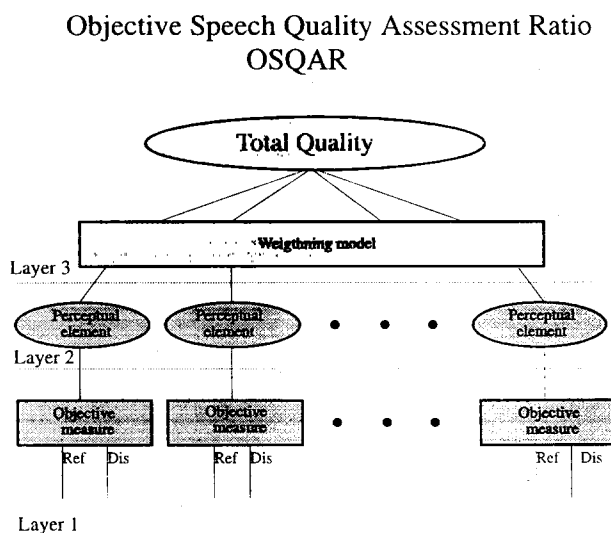 Objective Speech Quality Assessment Ratio
OSQAR
Total Quality
Weigthning model
Layer 3
Perceptual
element
Perceptual
element
Perceptual
element
Layer 2
Objective
measure
Objective
measure
Objective
measure
Ref Dis
Ref Dis
Ref Dis
Layer 1